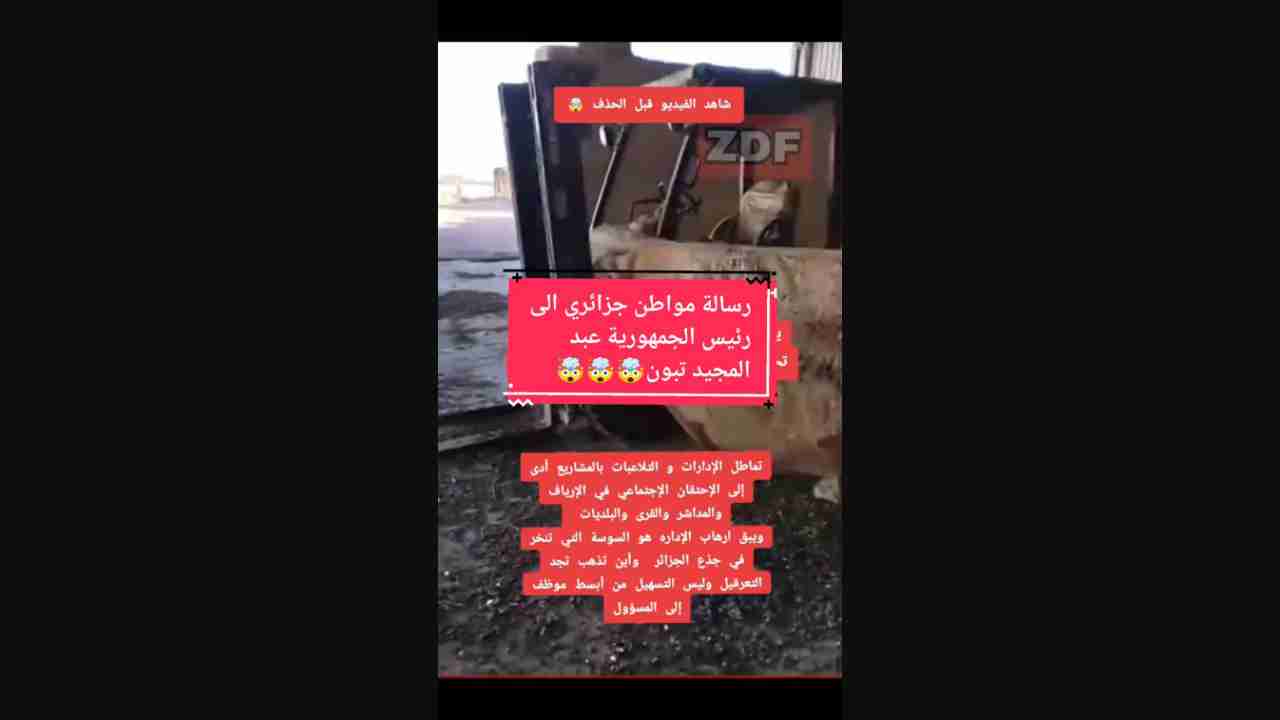 شاهد الفيديو قبل الحذف 🤯
ZDF
رسالة مواطن جزائري الى
رئيس الجمهورية عبد
المجيد تبون🤯🤯🤯
تماطل الإدارات و التلاعبات بالمشاريع أدى
إلى الإحتقان الإجتماعي في الإرياف
والمداشر والقرى والبلديات
ويبق ارهاب الإداره هو السوسة التي تنخر
في جذع الجزائر وأين تذهب تجد
التعرقيل وليس التسهيل من أبسط موظف
إلى المسؤول